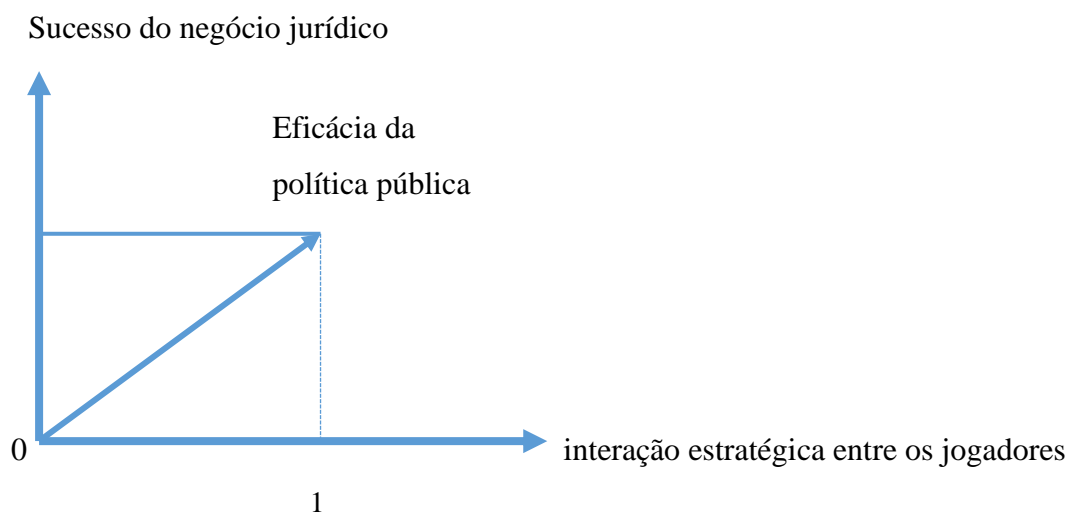 Sucesso do negócio jurídico
Eficácia da
política pública
0
interação estratégica entre os jogadores
1